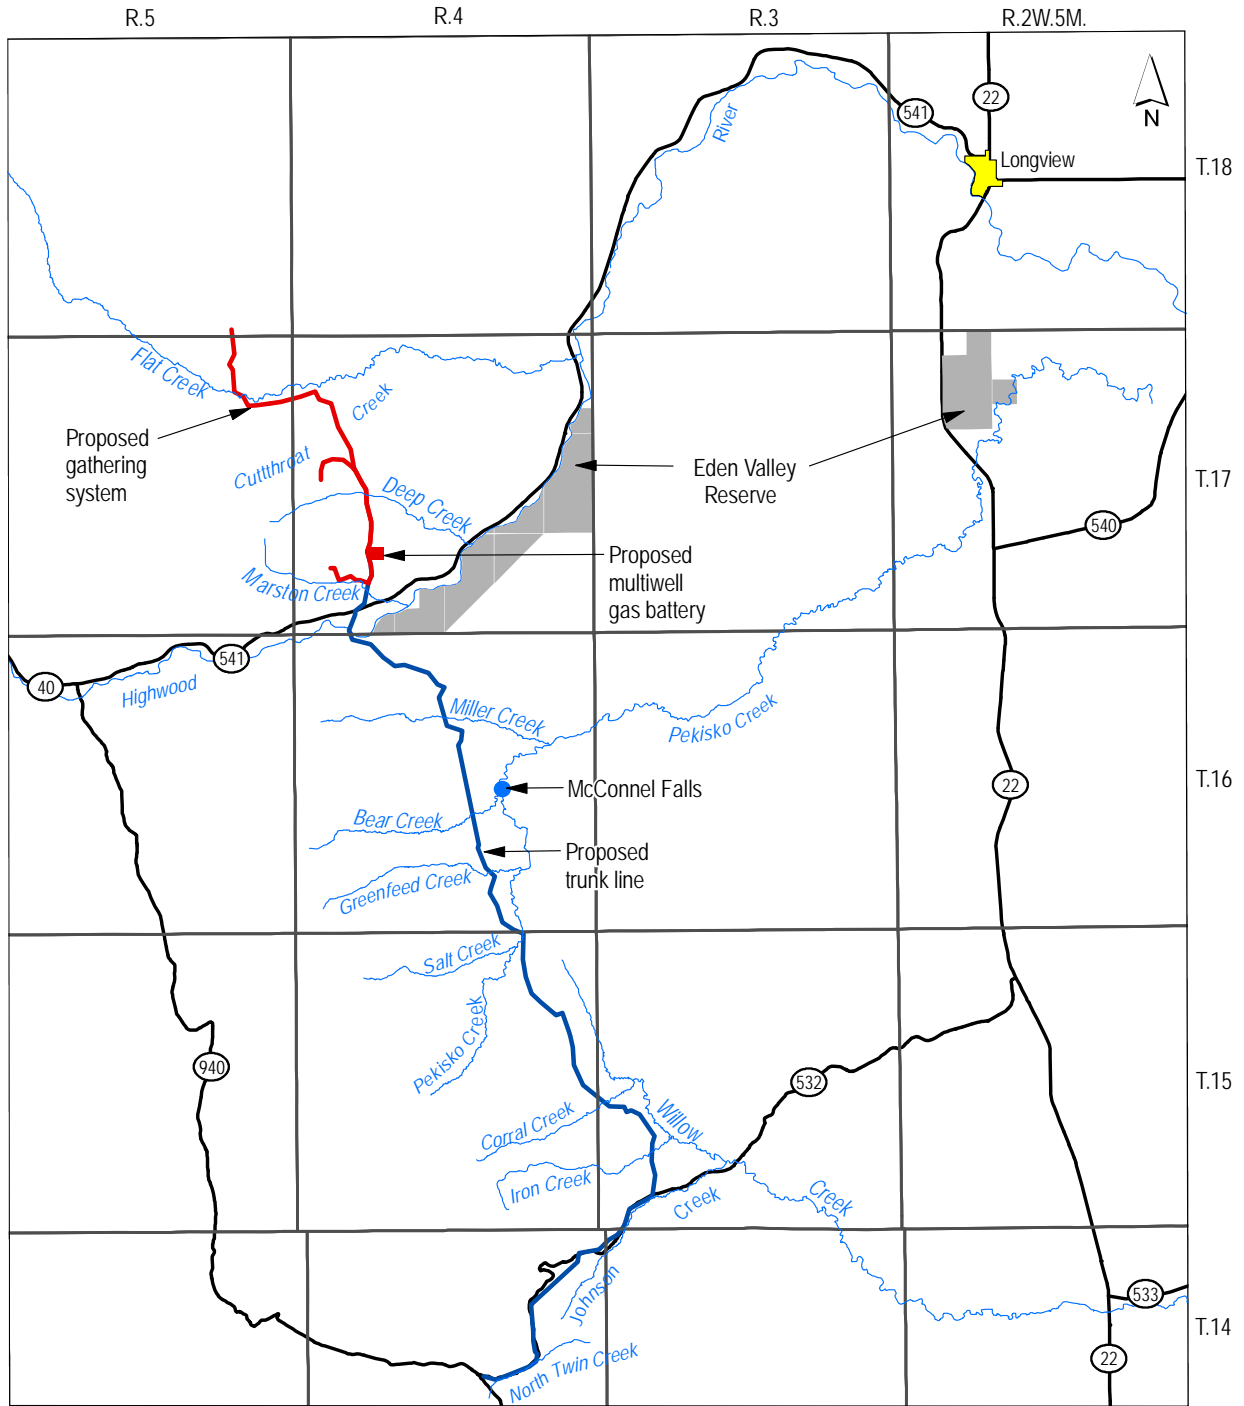 R.5
R.4
R.3
R.2W.5M.
541
22
N
River
Longview
T.18
Flat Creek
Creek
Proposed
gathering
system
Cuttthroat
Deep Creek
Eden Valley
Reserve
T.17
540
Proposed
multiwell
gas battery
Marston Creek
541
40
Highwood
Miller Creek
Pekisko Creek
McConnel Falls
22
T.16
Bear Creek
Proposed
trunk line
Greenfeed Creek
Salt Creek
Pekisko Creek
940
532
T.15
Corral Creek
Willow
Iron Creek
Creek
Creek
Johnson
533
T.14
North Twin Creek
22